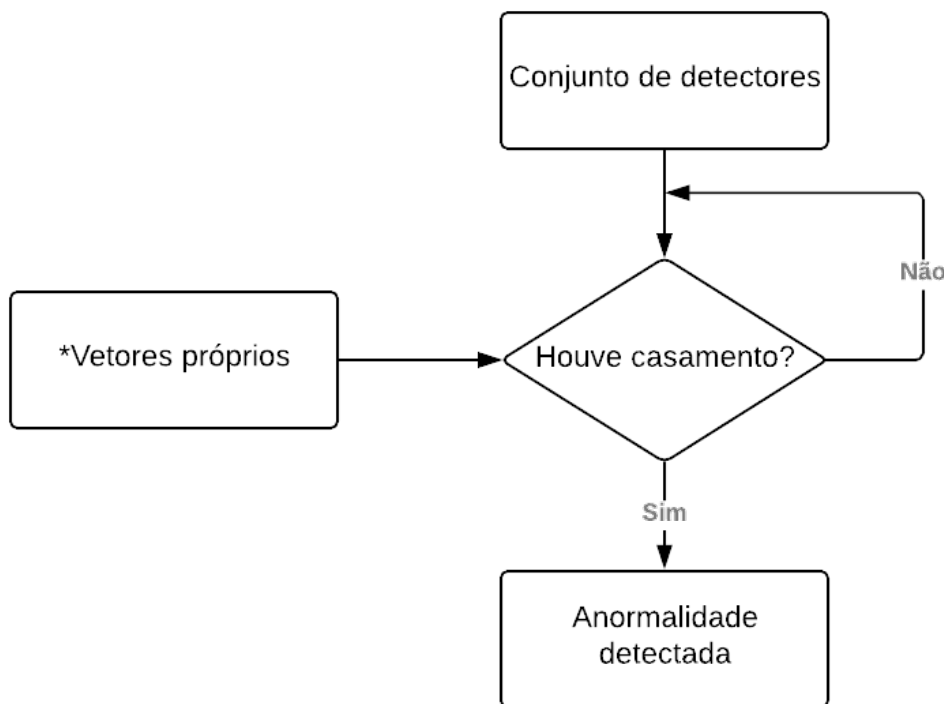 Conjunto de detectores
Não
*Vetores próprios
Houve casamento?
Sim
Anormalidade
detectada